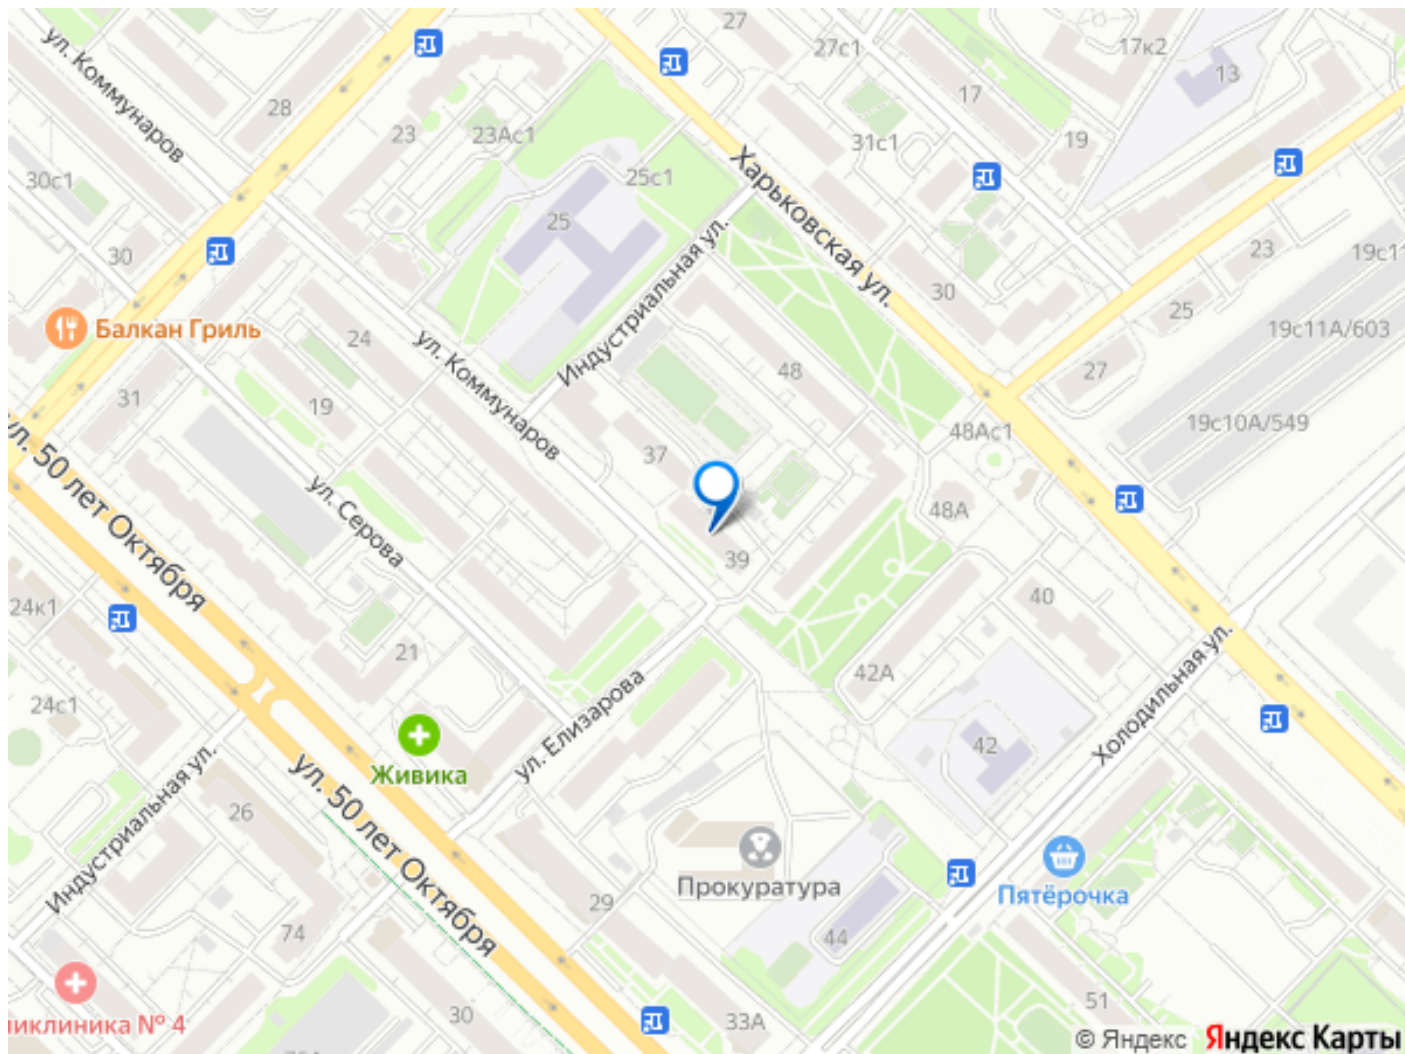 27
27с1
17к2
13
ул. Коммунаров
28
23
23Ас1
17
31с1
19
30с1
25с1
Харьковская ул.
25
30
Индустриальная ул.
23
19с11
30
25
19с11А/603
Балкан Гриль
24
ул. Коммунаров
48
27
31
19
19с10А/549
48Ас1
ул. 50 лет Октября
37
ул. Серова
48А
39
24к1
40
21
42А
Холодильная ул.
24с1
ул. Елизарова
42
Живика
Индустриальная ул.
26
ул. 50 лет Октября
Прокуратура
Пятёрочка
29
74
44
51
иклиника № 4
30
33А
© Яндекс Яндекс Карты